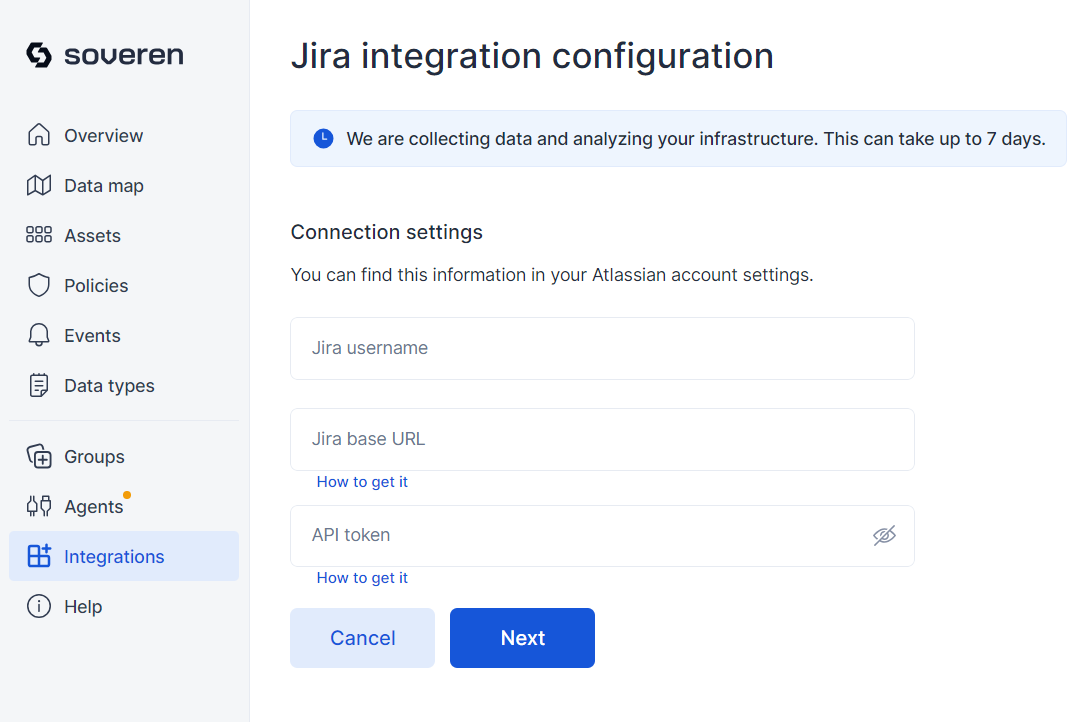 soveren
Overview
Data map
Assets
Policies
Events
Data types
Groups
Agents
Integrations
Help
Jira integration configuration
We are collecting data and analyzing your infrastructure. This can take up to 7 days.
Connection settings
You can find this information in your Atlassian account settings.
Jira username
Jira base URL
How to get it
API token
How to get it
Cancel
Next